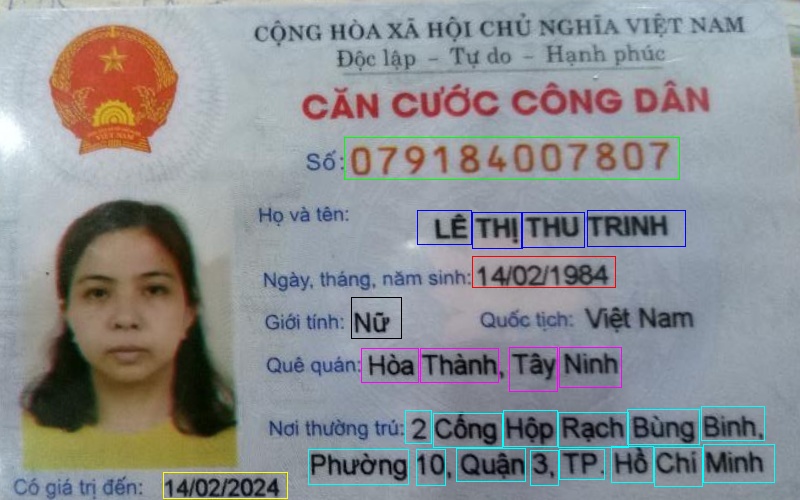 CỘNG HÒA XÃ HỘI CHỦ NGHĨA VIỆT NAM
Độc lập - Tự do - Hạnh phúc
CĂN CƯỚC CÔNG DÂN
Số: 079184007807
Họ và tên: LÊ THỊ THU TRINH
Ngày, tháng, năm sinh: 14/02/1984
Giới tính: Nữ Quốc tịch: Việt Nam
Quê quán: Hòa Thành, Tây Ninh
Nơi thường trú: 2 Cống Hộp Rạch Bùng Binh,
Phường 10, Quận 3, TP. Hồ Chí Minh
Có giá trị đến: 14/02/2024